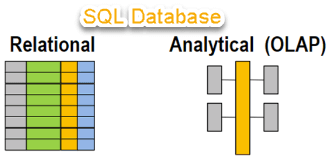 SQL Database
Relational
Analytical (OLAP)